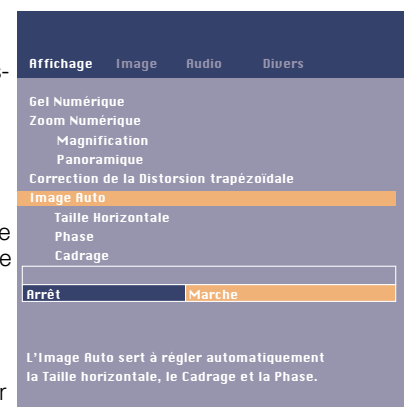 Affichage Image Audio Divers
s-
Gel Numérique
Zoom Numérique
Magnification
Panoramique
Correction de la Distorsion trapézoïdale
Image Auto
Taille Horizontale
e
Phase
e
Cadrage
Arrêt Marche
L'Image Auto sert à régler automatiquement
la Taille horizontale, le Cadrage et la Phase.
r